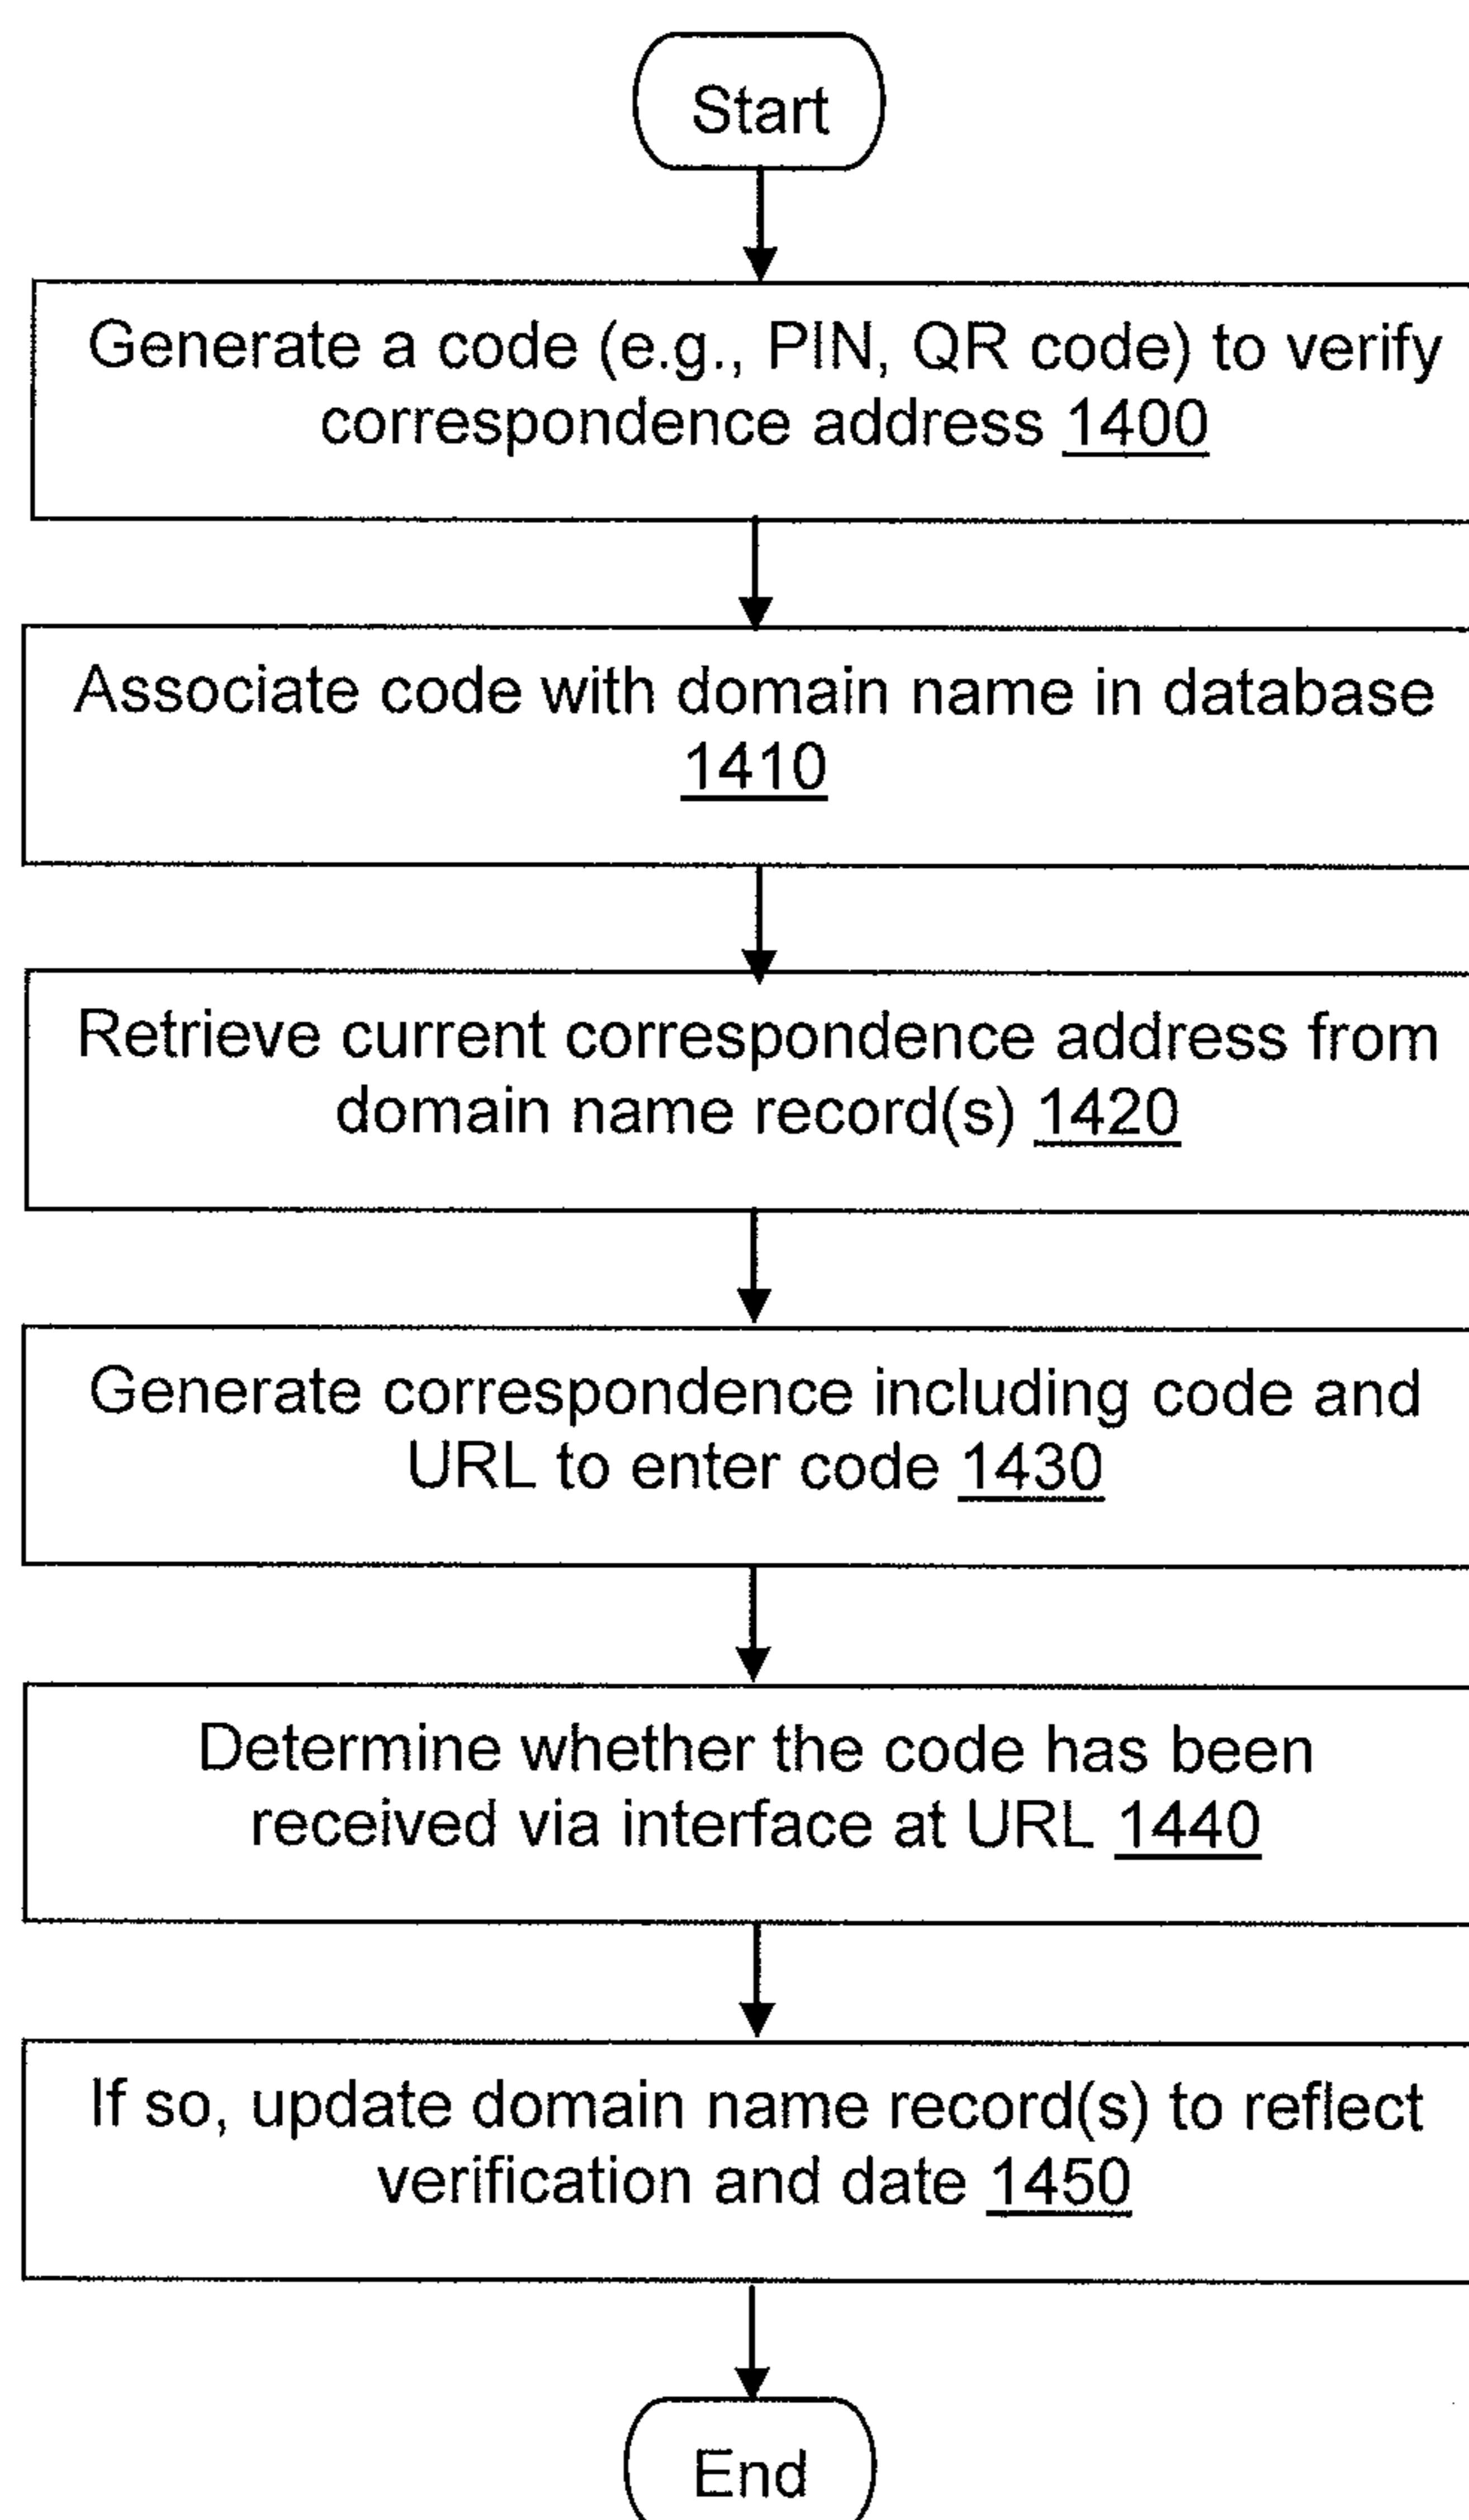 Start
Generate a code (e.g., PIN, QR code) to verify
correspondence address 1400
Associate code with domain name in database
1410
Retrieve current correspondence address from
domain name record(s) 1420
Generate correspondence including code and
URL to enter code 1430
Determine whether the code has been
received via interface at URL 1440
If so, update domain name record(s) to reflect
verification and date 1450
End